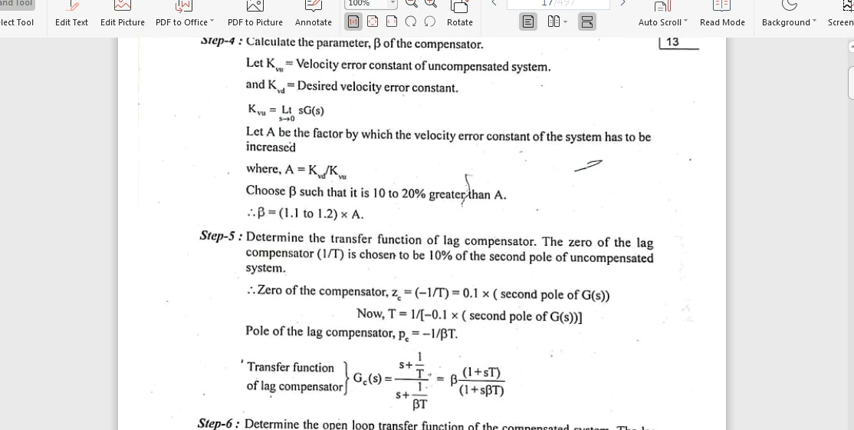 and Tool
100%
lect Tool
Edit Text
Edit Picture
PDF to Office
PDF to Picture
Annotate
Rotate
Auto Scroll
Read Mode
Background
Screen
13
Step-4 : Calculate the parameter, β of the compensator.
Let Kvu = Velocity error constant of uncompensated system.
and Kvd = Desired velocity error constant.
Kvu = Lt s→0 sG(s)
Let A be the factor by which the velocity error constant of the system has to be
increased
where, A = Kvd/Kvu
Choose β such that it is 10 to 20% greater than A.
∴ β = (1.1 to 1.2) × A.
Step-5 : Determine the transfer function of lag compensator. The zero of the lag
compensator (1/T) is chosen to be 10% of the second pole of uncompensated
system.
∴ Zero of the compensator, zc = (−1/T) = 0.1 × ( second pole of G(s))
Now, T = 1/[−0.1 × ( second pole of G(s))]
Pole of the lag compensator, pc = −1/βT.
Transfer function
of lag compensator } Gc(s) = (s + 1/T) / (s + 1/βT) = β (1+sT) / (1+sβT)
Step-6 : Determine the open loop transfer function of the compensated system. The